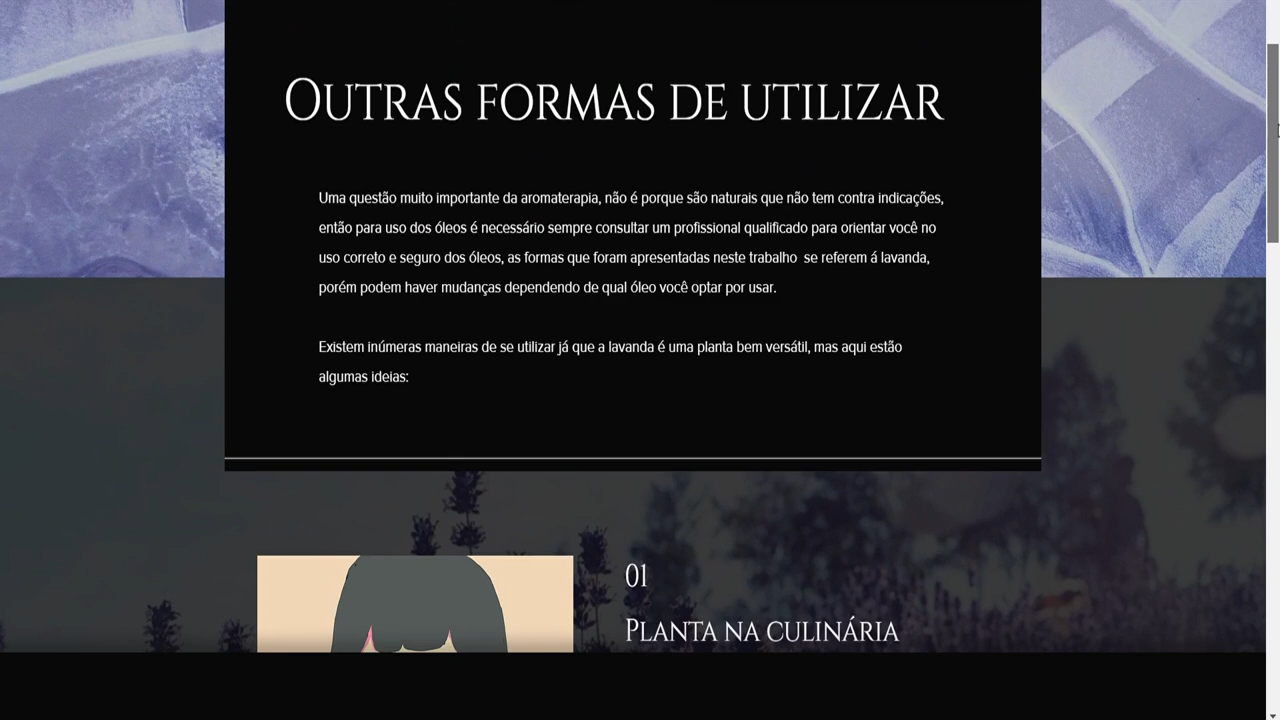 Outras formas de utilizar
Uma questão muito importante da aromaterapia, não é porque são naturais que não tem contra indicações,
então para uso dos óleos é necessário sempre consultar um profissional qualificado para orientar você no
uso correto e seguro dos óleos, as formas que foram apresentadas neste trabalho  se referem á lavanda,
porém podem haver mudanças dependendo de qual óleo você optar por usar.
Existem inúmeras maneiras de se utilizar já que a lavanda é uma planta bem versátil, mas aqui estão
algumas ideias:
01
Planta na culinária